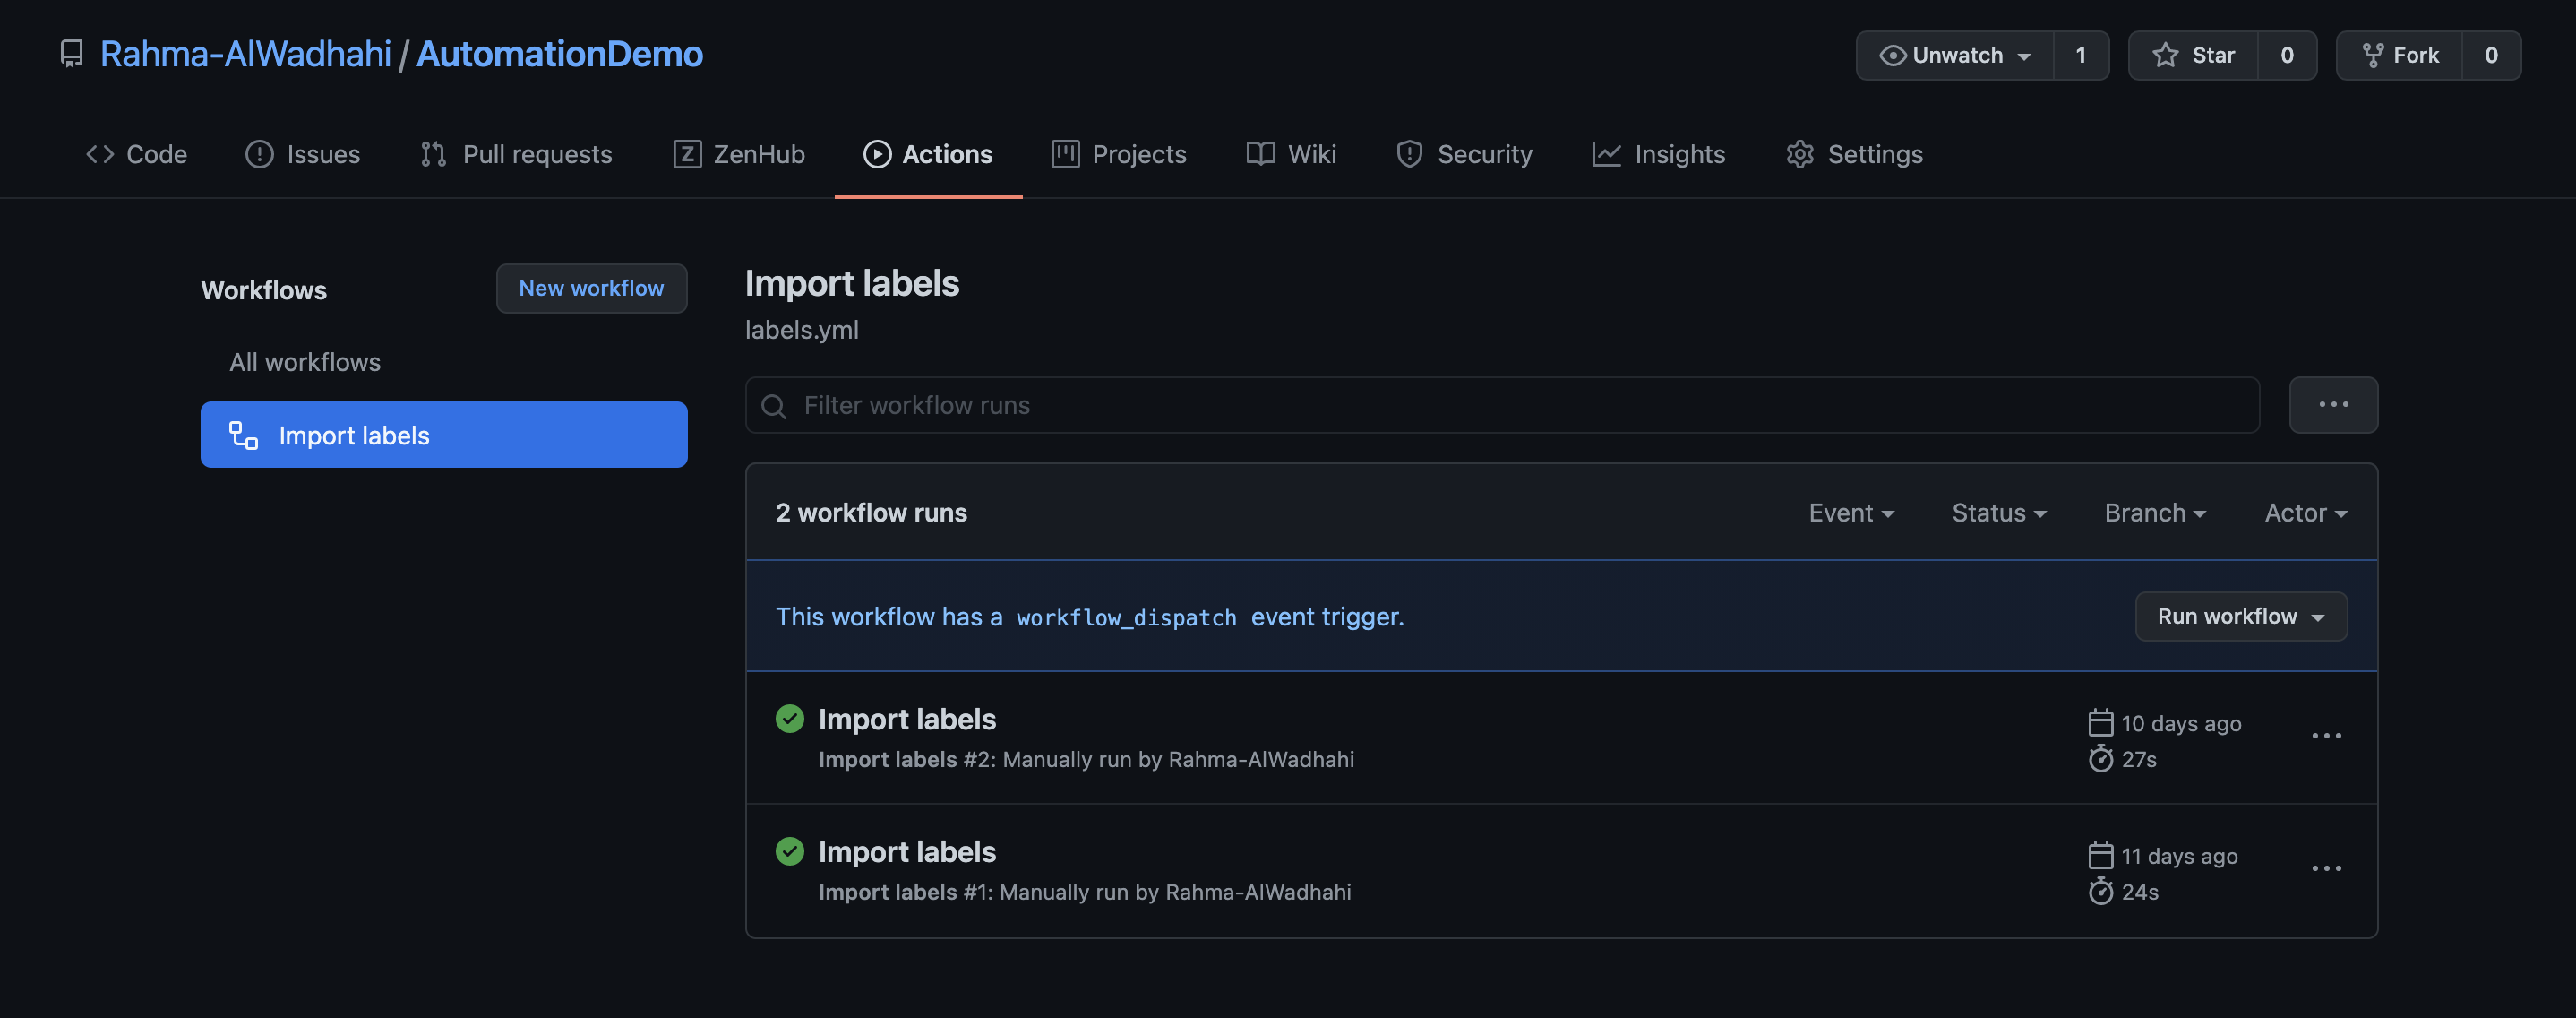 Rahma-AlWadhahi / AutomationDemo
Unwatch 1 Star 0 Fork 0
Code Issues Pull requests ZenHub Actions Projects Wiki Security Insights Settings
Workflows
New workflow
All workflows
Import labels
Import labels
labels.yml
Filter workflow runs
2 workflow runs
Event Status Branch Actor
This workflow has a workflow_dispatch event trigger.
Run workflow
Import labels
Import labels #2: Manually run by Rahma-AlWadhahi
10 days ago
27s
Import labels
Import labels #1: Manually run by Rahma-AlWadhahi
11 days ago
24s